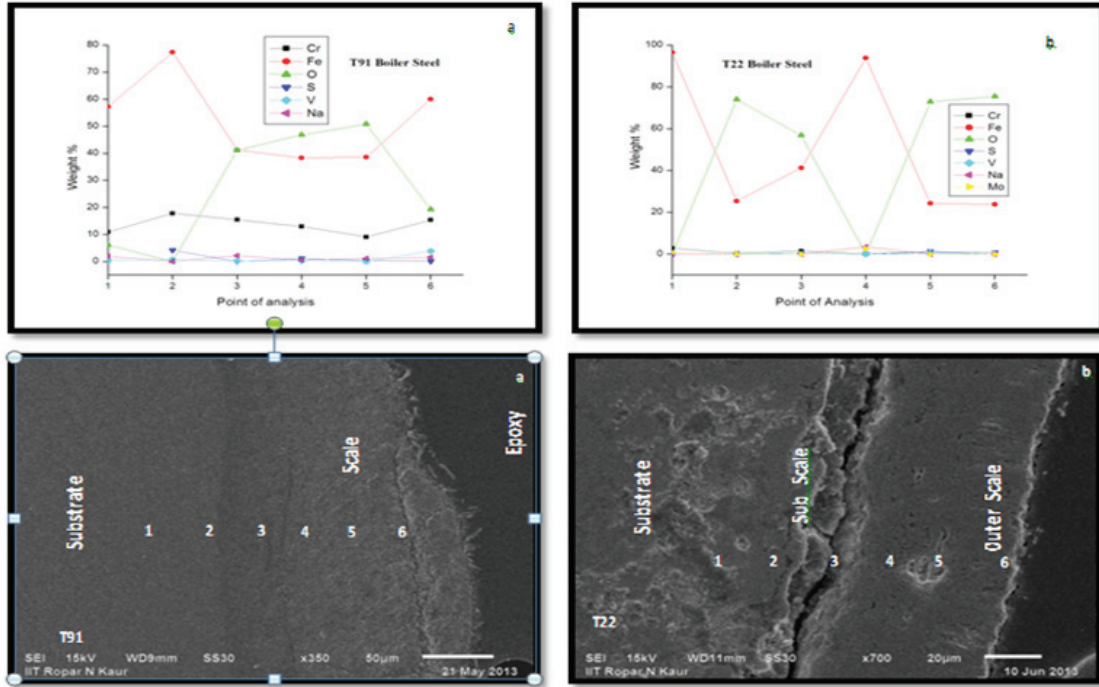 a
80
70
60
50
40
30
20
10
0
Weight %
Cr
Fe
O
S
V
Na
T91 Boiler Steel
1 2 3 4 5 6
Point of analysis
b
100
80
60
40
20
0
Weight %
T22 Boiler Steel
Cr
Fe
O
S
V
Na
Mo
1 2 3 4 5 6
Point of Analysis
a
Epoxy
Scale
Substrate
1 2 3 4 5 6
T91
SEI 15kV WD9mm SS30 x350 50µm
IIT Ropar N Kaur 21 May 2013
b
Substrate
Sub Scale
Outer Scale
1 2 3 4 5 6
T22
SEI 15kV WD11mm SS30 x700 20µm
IIT Ropar N Kaur 10 Jun 2013